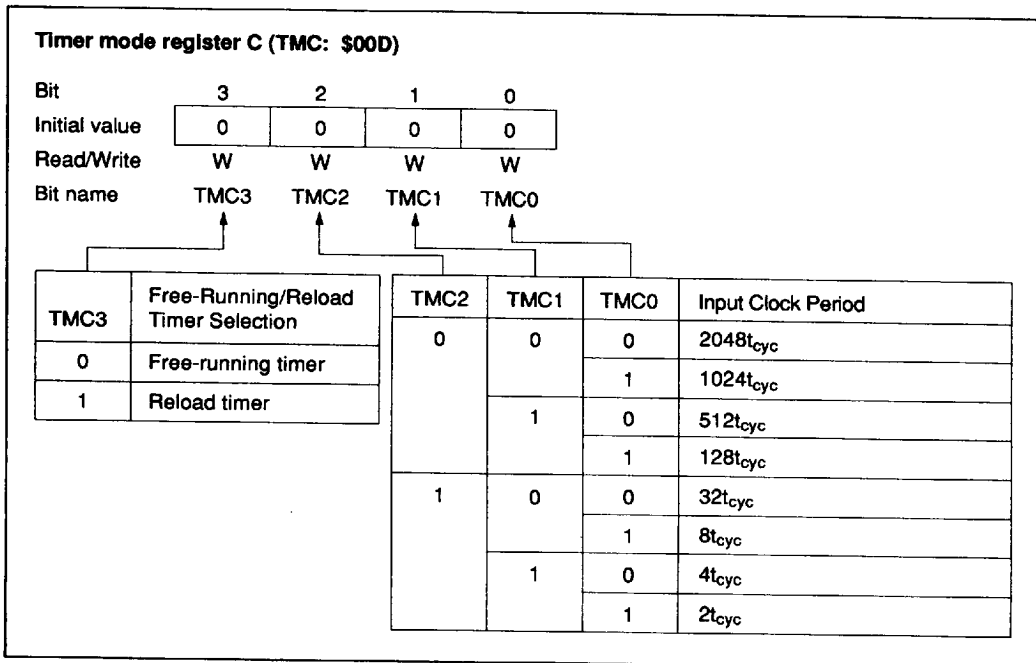 Timer mode register C (TMC: $00D)
Bit 3 2 1 0
Initial value 0 0 0 0
Read/Write W W W W
Bit name TMC3 TMC2 TMC1 TMC0
TMC3 Free-Running/Reload Timer Selection
0 Free-running timer
1 Reload timer
TMC2 TMC1 TMC0 Input Clock Period
0 0 0 2048tcyc
1 1024tcyc
1 0 512tcyc
1 128tcyc
1 0 0 32tcyc
1 8tcyc
1 0 4tcyc
1 2tcyc